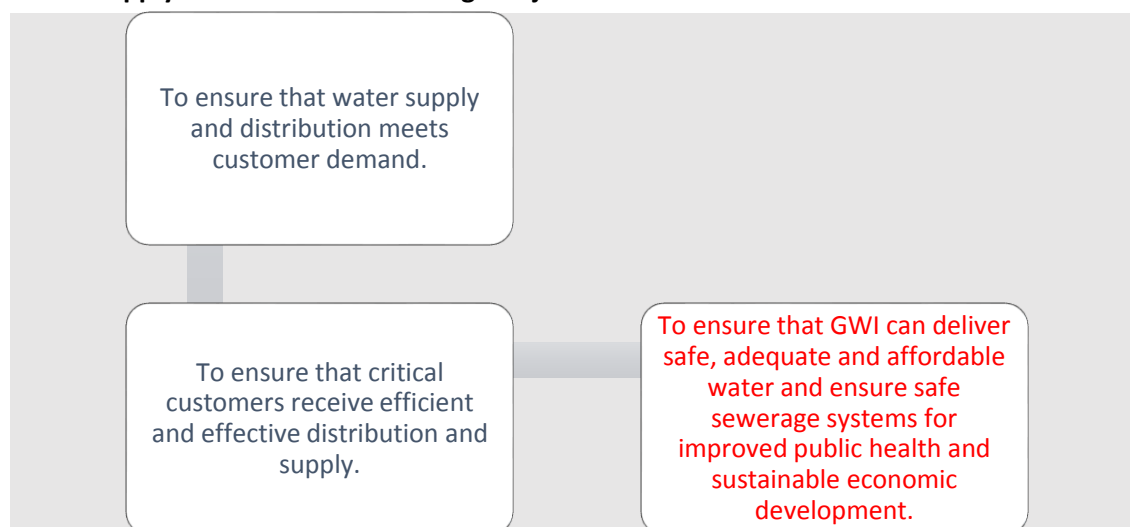 To ensure that water supply
and distribution meets
customer demand.
To ensure that critical
customers receive efficient
and effective distribution and
supply.
To ensure that GWI can deliver
safe, adequate and affordable
water and ensure safe
sewerage systems for
improved public health and
sustainable economic
development.